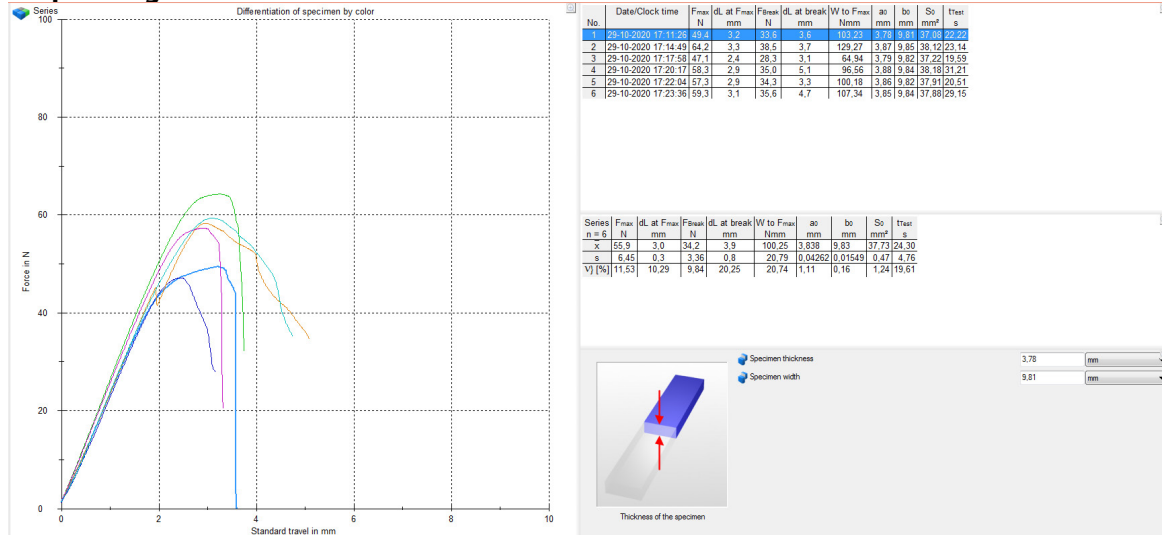 Series
Differentiation of specimen by color
100
80
60
40
20
0
Force in N
0 2 4 6 8 10
Standard travel in mm
Date/Clock time Fmax dL at Fmax FBreak dL at break W to Fmax a0 b0 S0 tTest
No. N mm N mm Nmm mm mm mm² s
1 29-10-2020 17:11:26 49,4 3,2 33,6 3,6 103,23 3,78 9,81 37,08 22,22
2 29-10-2020 17:14:49 64,2 3,3 38,5 3,7 129,27 3,87 9,85 38,12 23,14
3 29-10-2020 17:17:58 47,1 2,4 28,3 3,1 64,94 3,79 9,82 37,22 19,59
4 29-10-2020 17:20:17 58,3 2,9 35,0 5,1 96,56 3,88 9,84 38,18 31,21
5 29-10-2020 17:22:04 57,3 2,9 34,3 3,3 100,18 3,86 9,82 37,91 20,51
6 29-10-2020 17:23:36 59,3 3,1 35,6 4,7 107,34 3,85 9,84 37,88 29,15
Series Fmax dL at Fmax FBreak dL at break W to Fmax a0 b0 S0 tTest
n = 6 N mm N mm Nmm mm mm mm² s
x̄ 55,9 3,0 34,2 3,9 100,25 3,838 9,83 37,73 24,30
s 6,45 0,3 3,36 0,8 20,79 0,04262 0,01549 0,47 4,76
V) [%] 11,53 10,29 9,84 20,25 20,74 1,11 0,16 1,24 19,61
Specimen thickness 3,78 mm
Specimen width 9,81 mm
Thickness of the specimen